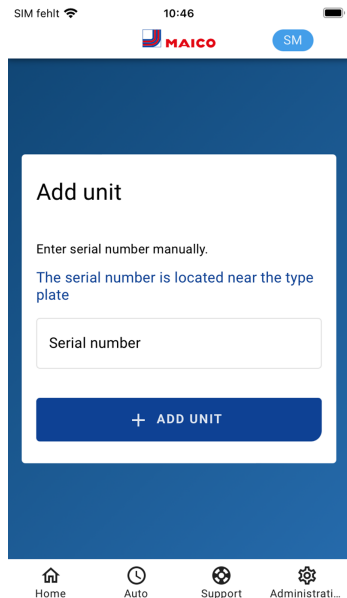 SIM fehlt 10:46
MAICO
SM
Add unit
Enter serial number manually.
The serial number is located near the type
plate
Serial number
+ ADD UNIT
Home Auto Support Administrati...